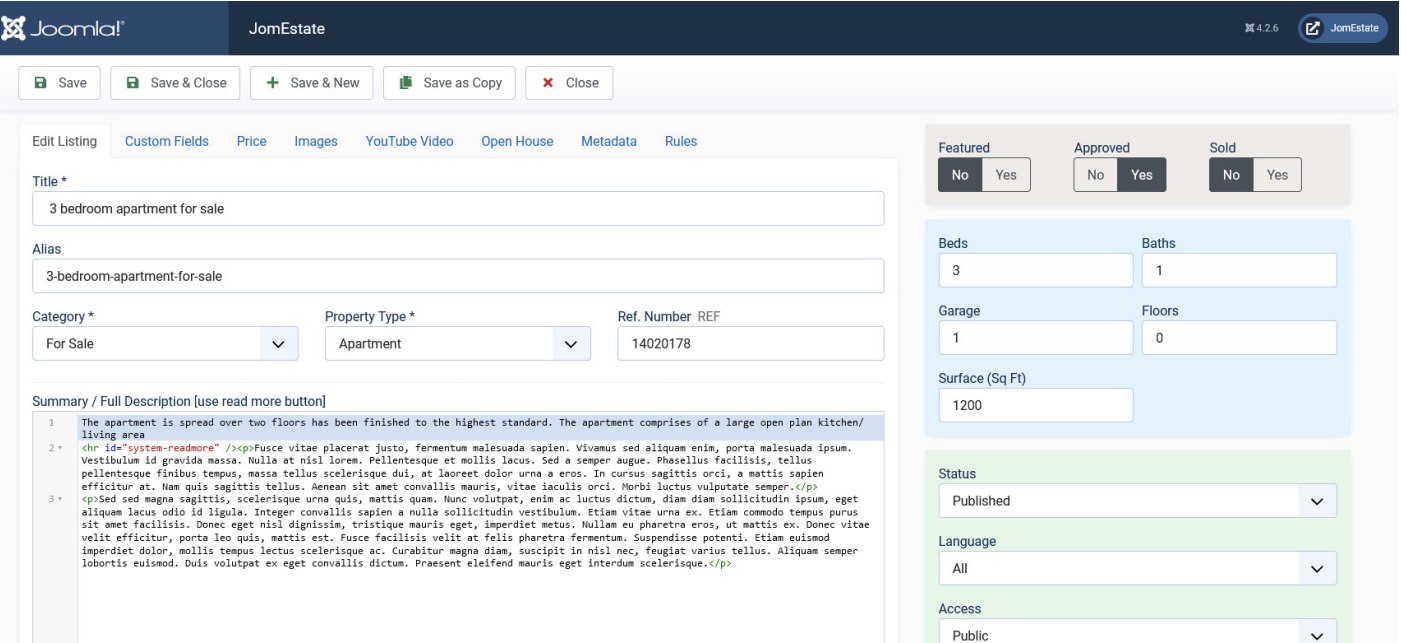 Joomla!
JomEstate
4.2.6
JomEstate
Save
Save & Close
Save & New
Save as Copy
Close
Edit Listing
Custom Fields
Price
Images
YouTube Video
Open House
Metadata
Rules
Title *
3 bedroom apartment for sale
Alias
3-bedroom-apartment-for-sale
Category *
Property Type *
Ref. Number REF
For Sale
Apartment
14020178
Summary / Full Description [use read more button]
1 The apartment is spread over two floors has been finished to the highest standard. The apartment comprises of a large open plan kitchen/
living area
2 <hr id="system-readmore" /><p>Fusce vitae placerat justo, fermentum malesuada sapien. Vivamus sed aliquam enim, porta malesuada ipsum.
Vestibulum id gravida massa. Nulla at nisl lorem. Pellentesque et mollis lacus. Sed a semper augue. Phasellus facilisis, tellus
pellentesque finibus tempus, massa tellus scelerisque dui, at laoreet dolor urna a eros. In cursus sagittis orci, a mattis sapien
efficitur at. Nam quis sagittis tellus. Aenean sit amet convallis mauris, vitae iaculis orci. Morbi luctus vulputate semper.</p>
3 <p>Sed sed magna sagittis, scelerisque urna quis, mattis quam. Nunc volutpat, enim ac luctus dictum, diam diam sollicitudin ipsum, eget
aliquam lacus odio id ligula. Integer convallis sapien a nulla sollicitudin vestibulum. Etiam vitae urna ex. Etiam commodo tempus purus
sit amet facilisis. Donec eget nisl dignissim, tristique mauris eget, imperdiet metus. Nullam eu pharetra eros, ut mattis ex. Donec vitae
velit efficitur, porta leo quis, mattis est. Fusce facilisis velit at felis pharetra fermentum. Suspendisse potenti. Etiam euismod
imperdiet dolor, mollis tempus lectus scelerisque ac. Curabitur magna diam, suscipit in nisl nec, feugiat varius tellus. Aliquam semper
lobortis euismod. Duis volutpat ex eget convallis dictum. Praesent eleifend mauris eget interdum scelerisque.</p>
Featured
Approved
Sold
No Yes
No Yes
No Yes
Beds
Baths
3
1
Garage
Floors
1
0
Surface (Sq Ft)
1200
Status
Published
Language
All
Access
Public